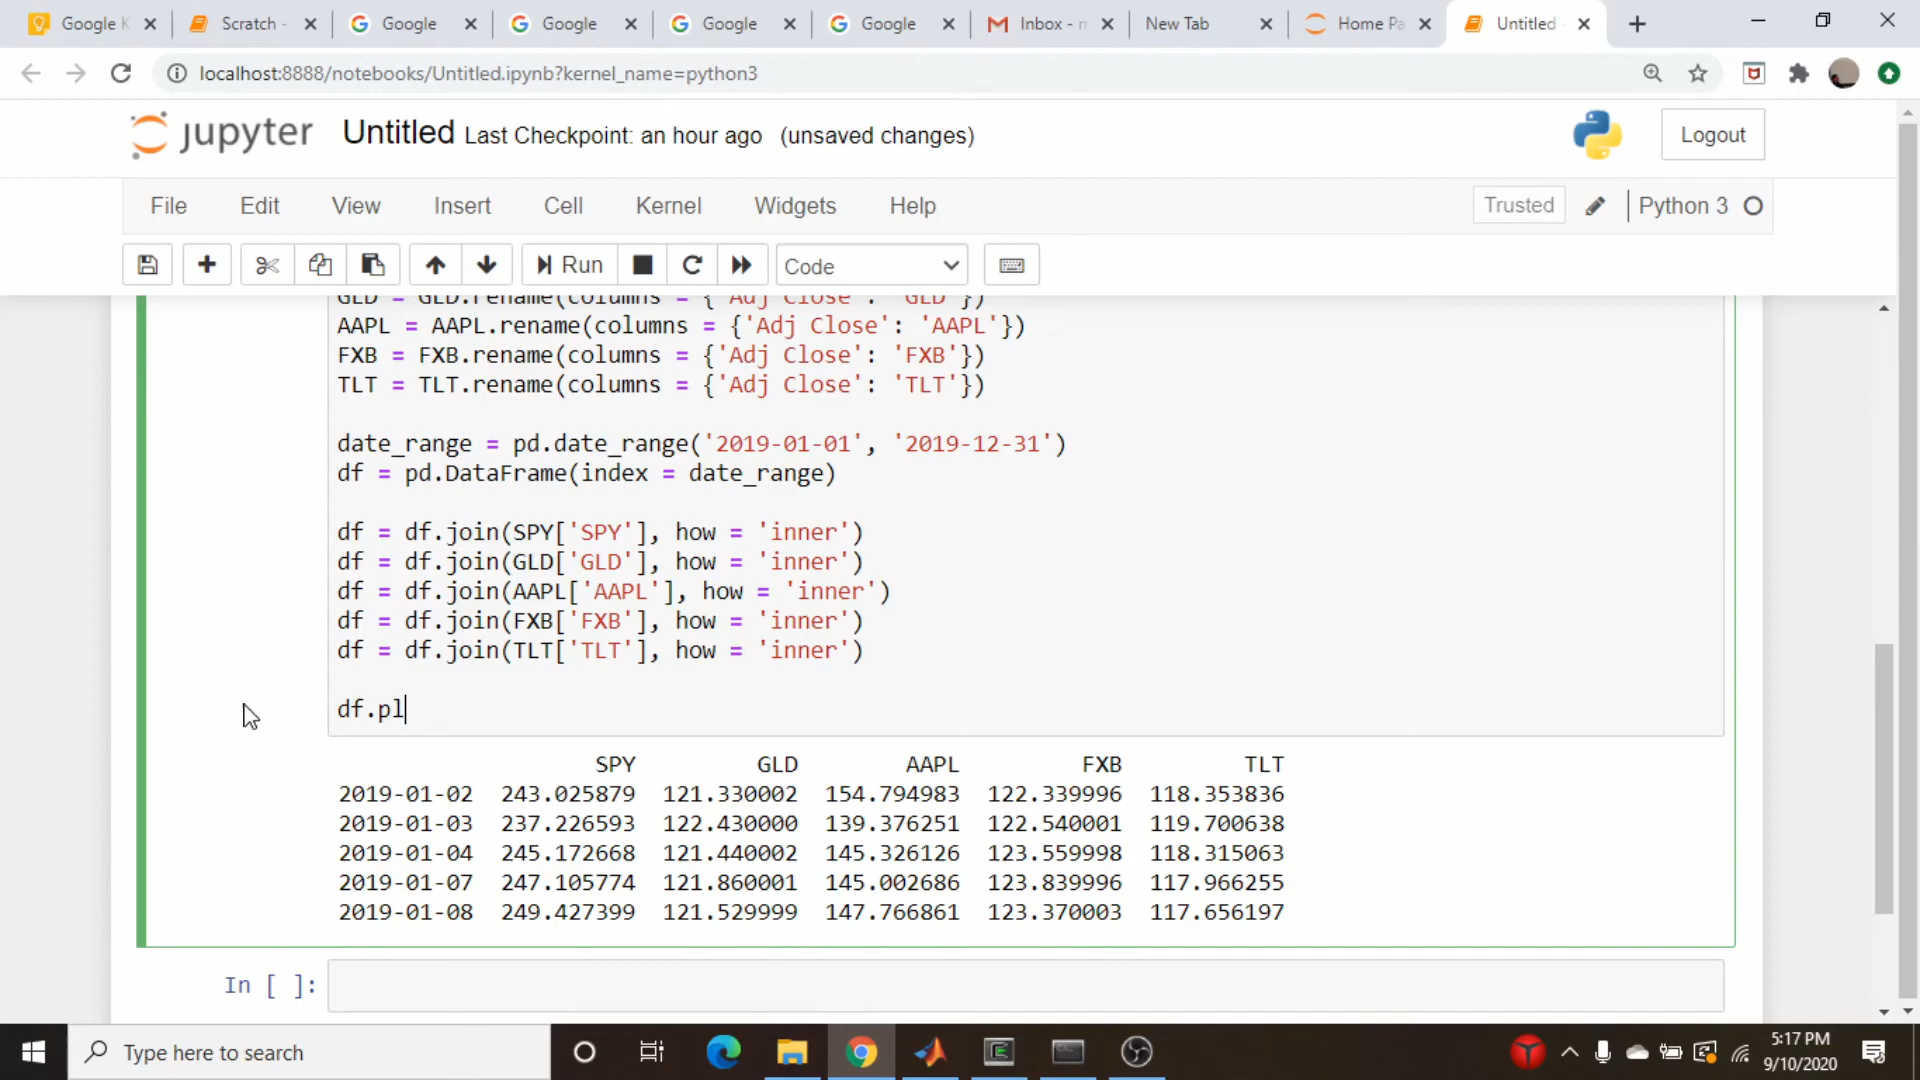 Google K
Scratch -
Google
Google
Google
Google
Inbox - m
New Tab
Home Pa
Untitled
localhost:8888/notebooks/Untitled.ipynb?kernel_name=python3
jupyter Untitled Last Checkpoint: an hour ago (unsaved changes)
Logout
File Edit View Insert Cell Kernel Widgets Help
Trusted
Python 3
Run
Code
GLD = GLD.rename(columns = {'Adj Close': 'GLD'})
AAPL = AAPL.rename(columns = {'Adj Close': 'AAPL'})
FXB = FXB.rename(columns = {'Adj Close': 'FXB'})
TLT = TLT.rename(columns = {'Adj Close': 'TLT'})
date_range = pd.date_range('2019-01-01', '2019-12-31')
df = pd.DataFrame(index = date_range)
df = df.join(SPY['SPY'], how = 'inner')
df = df.join(GLD['GLD'], how = 'inner')
df = df.join(AAPL['AAPL'], how = 'inner')
df = df.join(FXB['FXB'], how = 'inner')
df = df.join(TLT['TLT'], how = 'inner')
df.pl
SPY GLD AAPL FXB TLT
2019-01-02 243.025879 121.330002 154.794983 122.339996 118.353836
2019-01-03 237.226593 122.430000 139.376251 122.540001 119.700638
2019-01-04 245.172668 121.440002 145.326126 123.559998 118.315063
2019-01-07 247.105774 121.860001 145.002686 123.839996 117.966255
2019-01-08 249.427399 121.529999 147.766861 123.370003 117.656197
In [ ]:
Type here to search
5:17 PM
9/10/2020